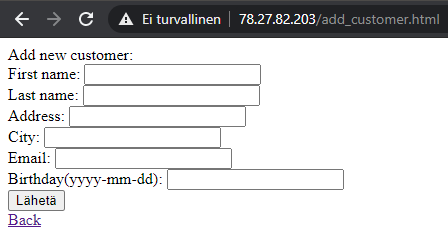 Ei turvallinen | 78.27.82.203/add_customer.html
Add new customer:
First name:
Last name:
Address:
City:
Email:
Birthday(yyyy-mm-dd):
Lähetä
Back